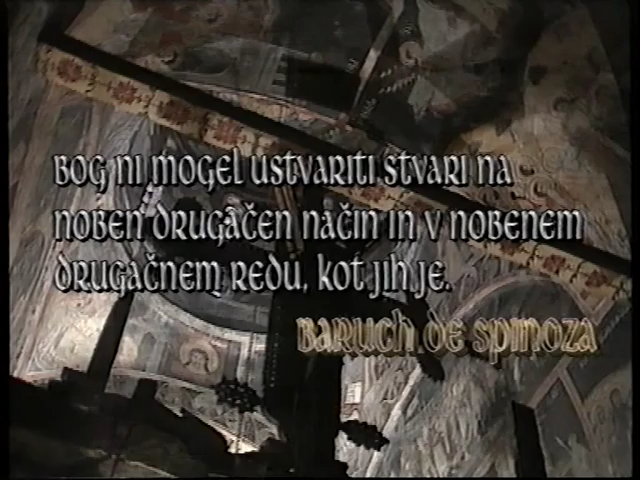 BOG NI MOGEL USTVARITI STVARI NA
NOBEN DRUGAČEN NAČIN IN V NOBENEM
DRUGAČNEM REDU, KOT JIH JE.
BARUCH DE SPINOZA